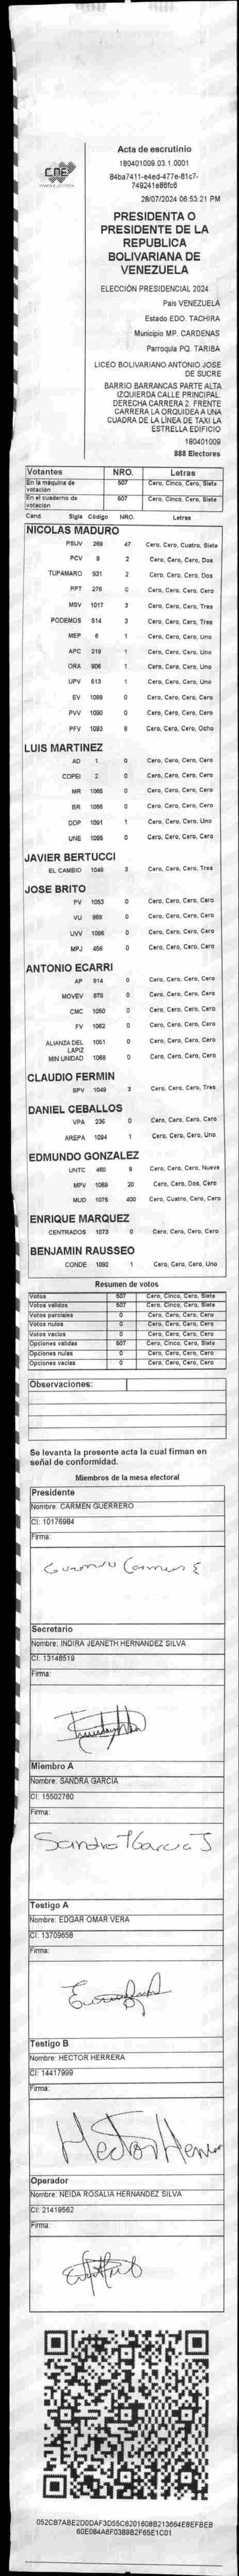 CNE
Acta de escrutinio
180401009.03.1.0001
84ba7411-e4ed-477e-81c7-
749241e86fc6
28/07/2024 06:53:21 PM
PRESIDENTA O
PRESIDENTE DE LA
REPUBLICA
BOLIVARIANA DE
VENEZUELA
ELECCIÓN PRESIDENCIAL 2024
País VENEZUELA
Estado EDO. TACHIRA
Municipio MP. CARDENAS
Parroquia PQ. TARIBA
LICEO BOLIVARIANO ANTONIO JOSE
DE SUCRE
BARRIO BARRANCAS PARTE ALTA
IZQUIERDA CALLE PRINCIPAL.
DERECHA CARRERA 2. FRENTE
CARRERA LA ORQUIDEA A UNA
CUADRA DE LA LÍNEA DE TAXI LA
ESTRELLA EDIFICIO
180401009
888 Electores
Votantes NRO. Letras
En la máquina de votación 507 Cero, Cinco, Cero, Siete
En el cuaderno de votación 507 Cero, Cinco, Cero, Siete
Cand. Sigla Código NRO. Letras
NICOLAS MADURO
PSUV 269 47 Cero, Cero, Cuatro, Siete
PCV 9 2 Cero, Cero, Cero, Dos
TUPAMARO 531 2 Cero, Cero, Cero, Dos
PPT 275 0 Cero, Cero, Cero, Cero
MSV 1017 3 Cero, Cero, Cero, Tres
PODEMOS 514 3 Cero, Cero, Cero, Tres
MEP 6 1 Cero, Cero, Cero, Uno
APC 219 1 Cero, Cero, Cero, Uno
ORA 906 1 Cero, Cero, Cero, Uno
UPV 513 1 Cero, Cero, Cero, Uno
EV 1089 0 Cero, Cero, Cero, Cero
PVV 1090 0 Cero, Cero, Cero, Cero
PFV 1093 8 Cero, Cero, Cero, Ocho
LUIS MARTINEZ
AD 1 0 Cero, Cero, Cero, Cero
COPEI 2 0 Cero, Cero, Cero, Cero
MR 1065 0 Cero, Cero, Cero, Cero
BR 1066 0 Cero, Cero, Cero, Cero
DDP 1091 1 Cero, Cero, Cero, Uno
UNE 1095 0 Cero, Cero, Cero, Cero
JAVIER BERTUCCI
EL CAMBIO 1048 3 Cero, Cero, Cero, Tres
JOSE BRITO
PV 1053 0 Cero, Cero, Cero, Cero
VU 868 0 Cero, Cero, Cero, Cero
UVV 1096 0 Cero, Cero, Cero, Cero
MPJ 456 0 Cero, Cero, Cero, Cero
ANTONIO ECARRI
AP 914 0 Cero, Cero, Cero, Cero
MOVEV 878 0 Cero, Cero, Cero, Cero
CMC 1050 0 Cero, Cero, Cero, Cero
FV 1062 0 Cero, Cero, Cero, Cero
ALIANZA DEL LAPIZ 1051 0 Cero, Cero, Cero, Cero
MIN UNIDAD 1088 0 Cero, Cero, Cero, Cero
CLAUDIO FERMIN
SPV 1049 3 Cero, Cero, Cero, Tres
DANIEL CEBALLOS
VPA 236 0 Cero, Cero, Cero, Cero
AREPA 1094 1 Cero, Cero, Cero, Uno
EDMUNDO GONZALEZ
UNTC 460 9 Cero, Cero, Cero, Nueve
MPV 1069 20 Cero, Cero, Dos, Cero
MUD 1075 400 Cero, Cuatro, Cero, Cero
ENRIQUE MARQUEZ
CENTRADOS 1073 0 Cero, Cero, Cero, Cero
BENJAMIN RAUSSEO
CONDE 1092 1 Cero, Cero, Cero, Uno
Resumen de votos
Votos 507 Cero, Cinco, Cero, Siete
Votos validos 507 Cero, Cinco, Cero, Siete
Votos parciales 0 Cero, Cero, Cero, Cero
Votos nulos 0 Cero, Cero, Cero, Cero
Votos vacios 0 Cero, Cero, Cero, Cero
Opciones validas 507 Cero, Cinco, Cero, Siete
Opciones nulas 0 Cero, Cero, Cero, Cero
Opciones vacias 0 Cero, Cero, Cero, Cero
Observaciones:
Se levanta la presente acta la cual firman en
señal de conformidad.
Miembros de la mesa electoral
Presidente
Nombre: CARMEN GUERRERO
CI: 10176984
Firma:
Secretario
Nombre: INDIRA JEANETH HERNANDEZ SILVA
CI: 13148519
Firma:
Miembro A
Nombre: SANDRA GARCIA
CI: 15502760
Firma:
Testigo A
Nombre: EDGAR OMAR VERA
CI: 13709658
Firma:
Testigo B
Nombre: HECTOR HERRERA
CI: 14417999
Firma:
Hector
Operador
Nombre: NEIDA ROSALIA HERNANDEZ SILVA
CI: 21419562
Firma:
052CB7ABE2D0DAF3D55C6201608B213664E8EFBEB
60E084A6F0389B2F65E1C01